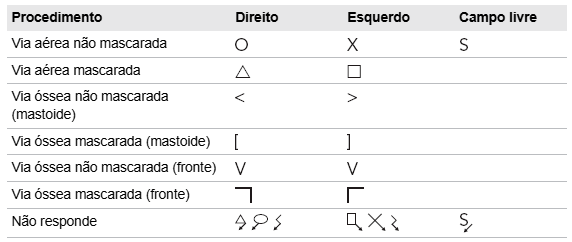 Procedimento Direito Esquerdo Campo livre
Via aérea não mascarada O X S
Via aérea mascarada △ □
Via óssea não mascarada
(mastoide) < >
Via óssea mascarada (mastoide) [ ]
Via óssea não mascarada (fronte) V V
Via óssea mascarada (fronte) ┐ ┌
Não responde S